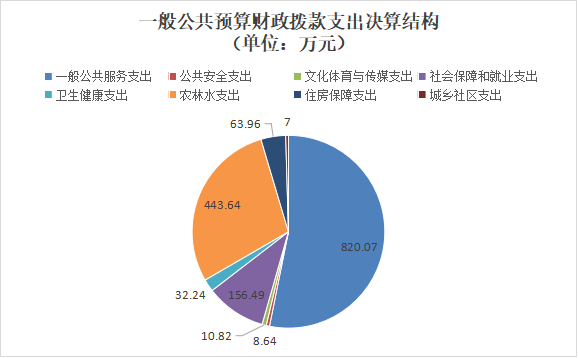 一般公共预算财政拨款支出决算结构
（单位：万元）
一般公共服务支出 公共安全支出 文化体育与传媒支出 社会保障和就业支出
卫生健康支出 农林水支出 住房保障支出 城乡社区支出
63.96 7
443.64
820.07
32.24 156.49
10.82 8.64